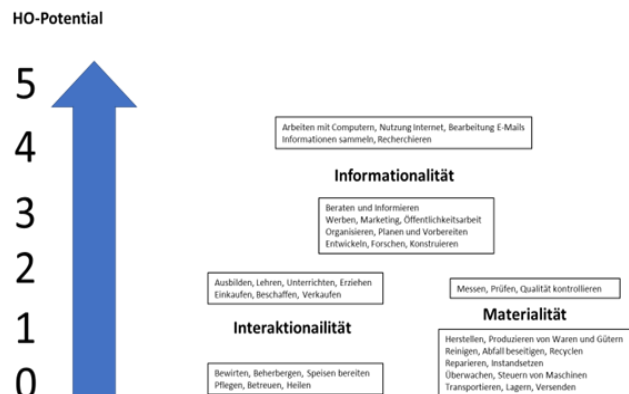 HO-Potential
5
4
3
2
1
0
Arbeiten mit Computern, Nutzung Internet, Bearbeitung E-Mails
Informationen sammeln, Recherchieren
Informationalität
Beraten und Informieren
Werben, Marketing, Öffentlichkeitsarbeit
Organisieren, Planen und Vorbereiten
Entwickeln, Forschen, Konstruieren
Ausbilden, Lehren, Unterrichten, Erziehen
Einkaufen, Beschaffen, Verkaufen
Interaktionailität
Bewirten, Beherbergen, Speisen bereiten
Pflegen, Betreuen, Heilen
Messen, Prüfen, Qualität kontrollieren
Materialität
Herstellen, Produzieren von Waren und Gütern
Reinigen, Abfall beseitigen, Recyclen
Reparieren, Instandsetzen
Überwachen, Steuern von Maschinen
Transportieren, Lagern, Versenden